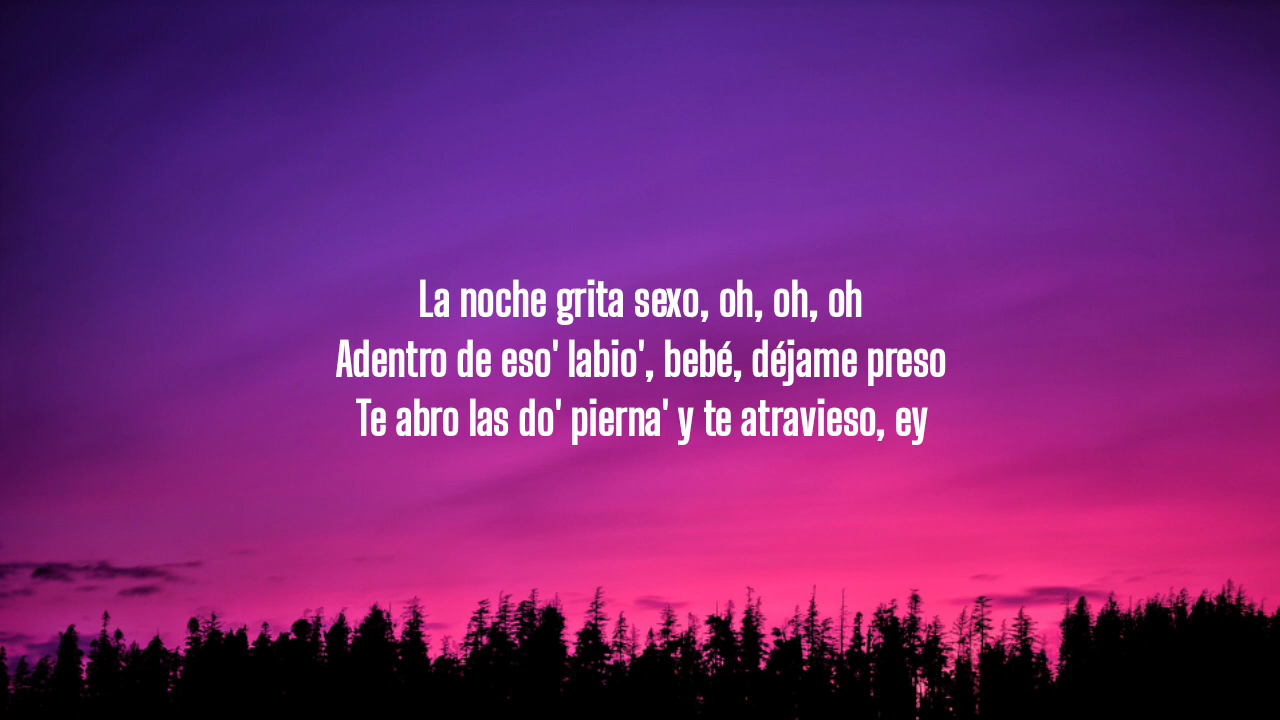 La noche grita sexo, oh, oh, oh
Adentro de eso' labio', bebé, déjame preso
Te abro las do' pierna' y te atravieso, ey